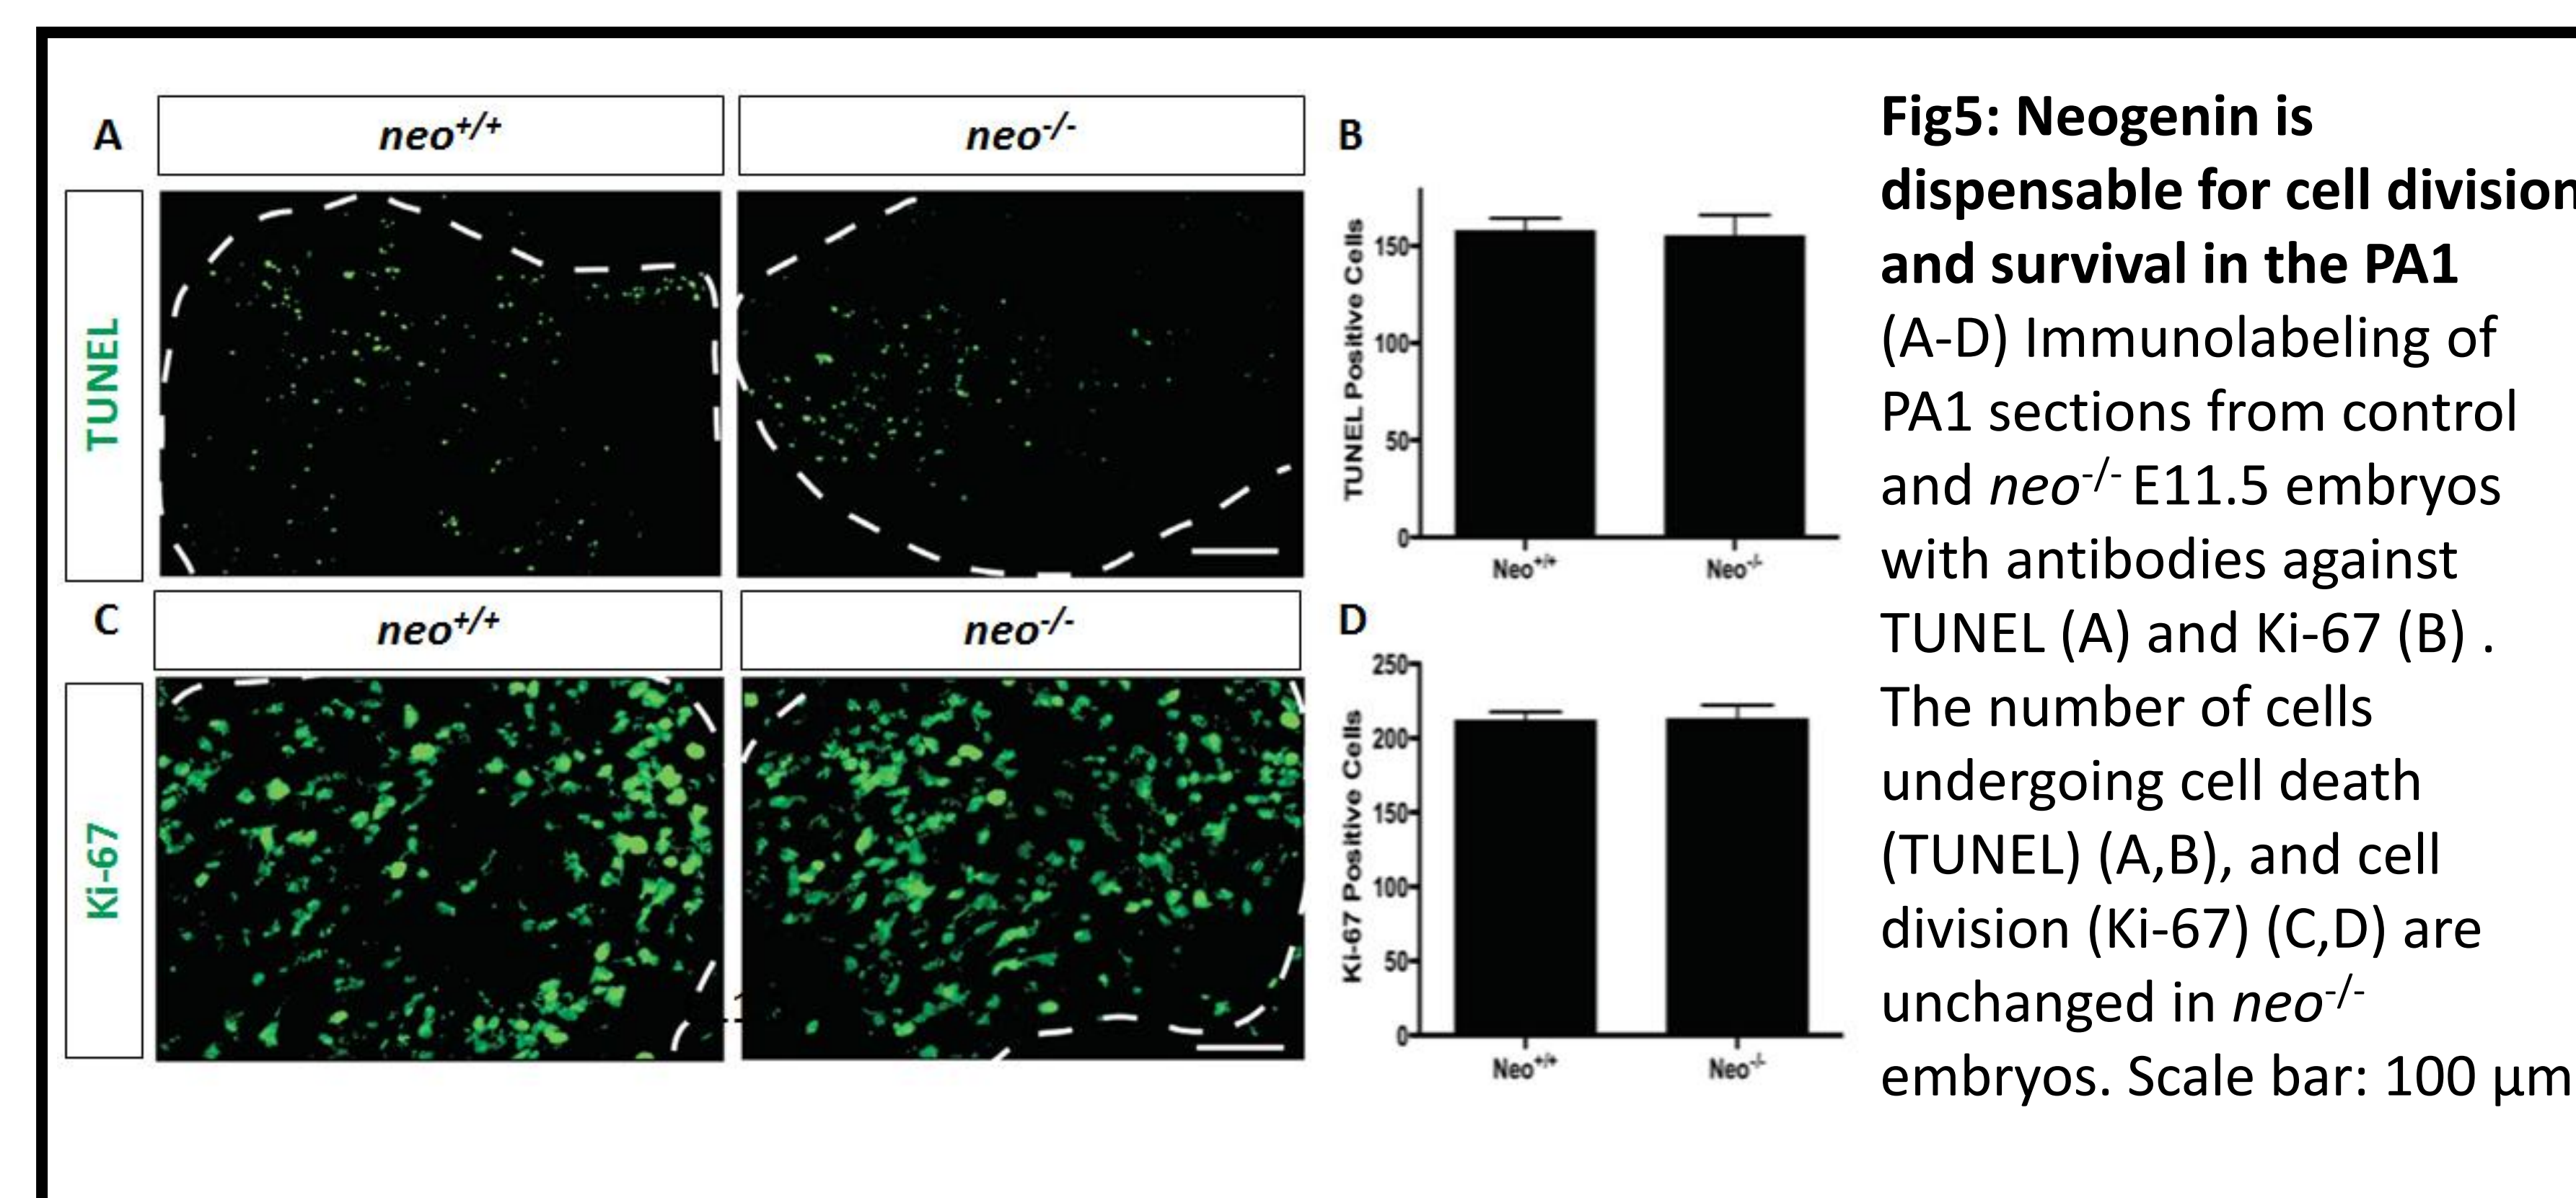 A
neo+/+
neo-/-
B
TUNEL
TUNEL Positive Cells
150
100
50
0
Neo+/+
Neo-/-
C
neo+/+
neo-/-
D
Ki-67
Ki-67 Positive Cells
250
200
150
100
50
0
Neo+/+
Neo-/-
Fig5: Neogenin is
dispensable for cell division
and survival in the PA1
(A-D) Immunolabeling of
PA1 sections from control
and neo-/- E11.5 embryos
with antibodies against
TUNEL (A) and Ki-67 (B) .
The number of cells
undergoing cell death
(TUNEL) (A,B), and cell
division (Ki-67) (C,D) are
unchanged in neo-/-
embryos. Scale bar: 100 μm